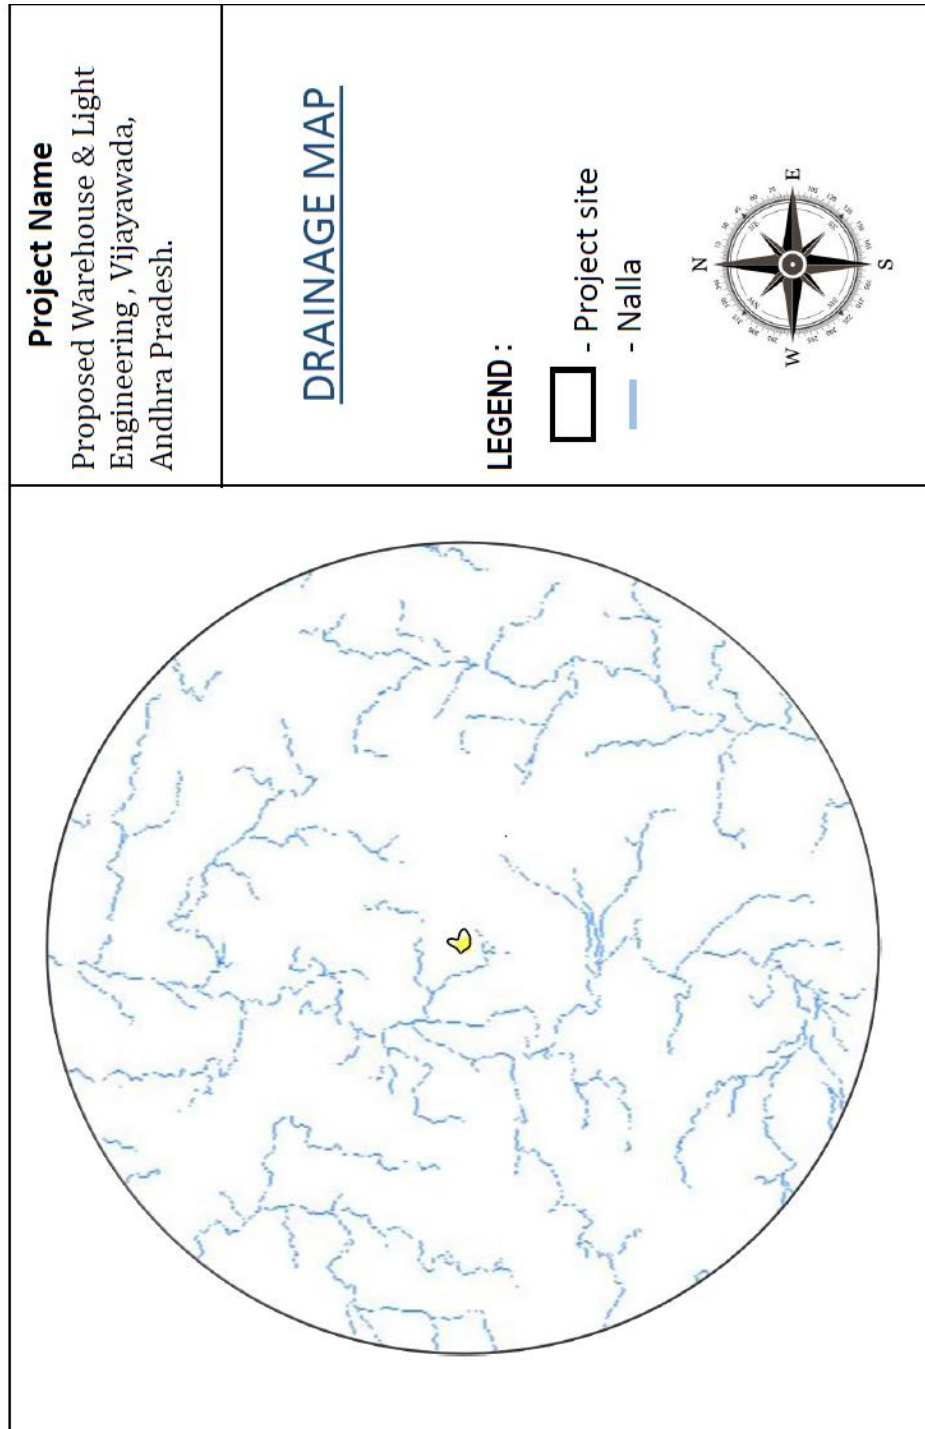 Project Name
Proposed Warehouse & Light
Engineering , Vijayawada,
Andhra Pradesh.
DRAINAGE MAP
LEGEND :
- Project site
- Nalla
N
W
E
S